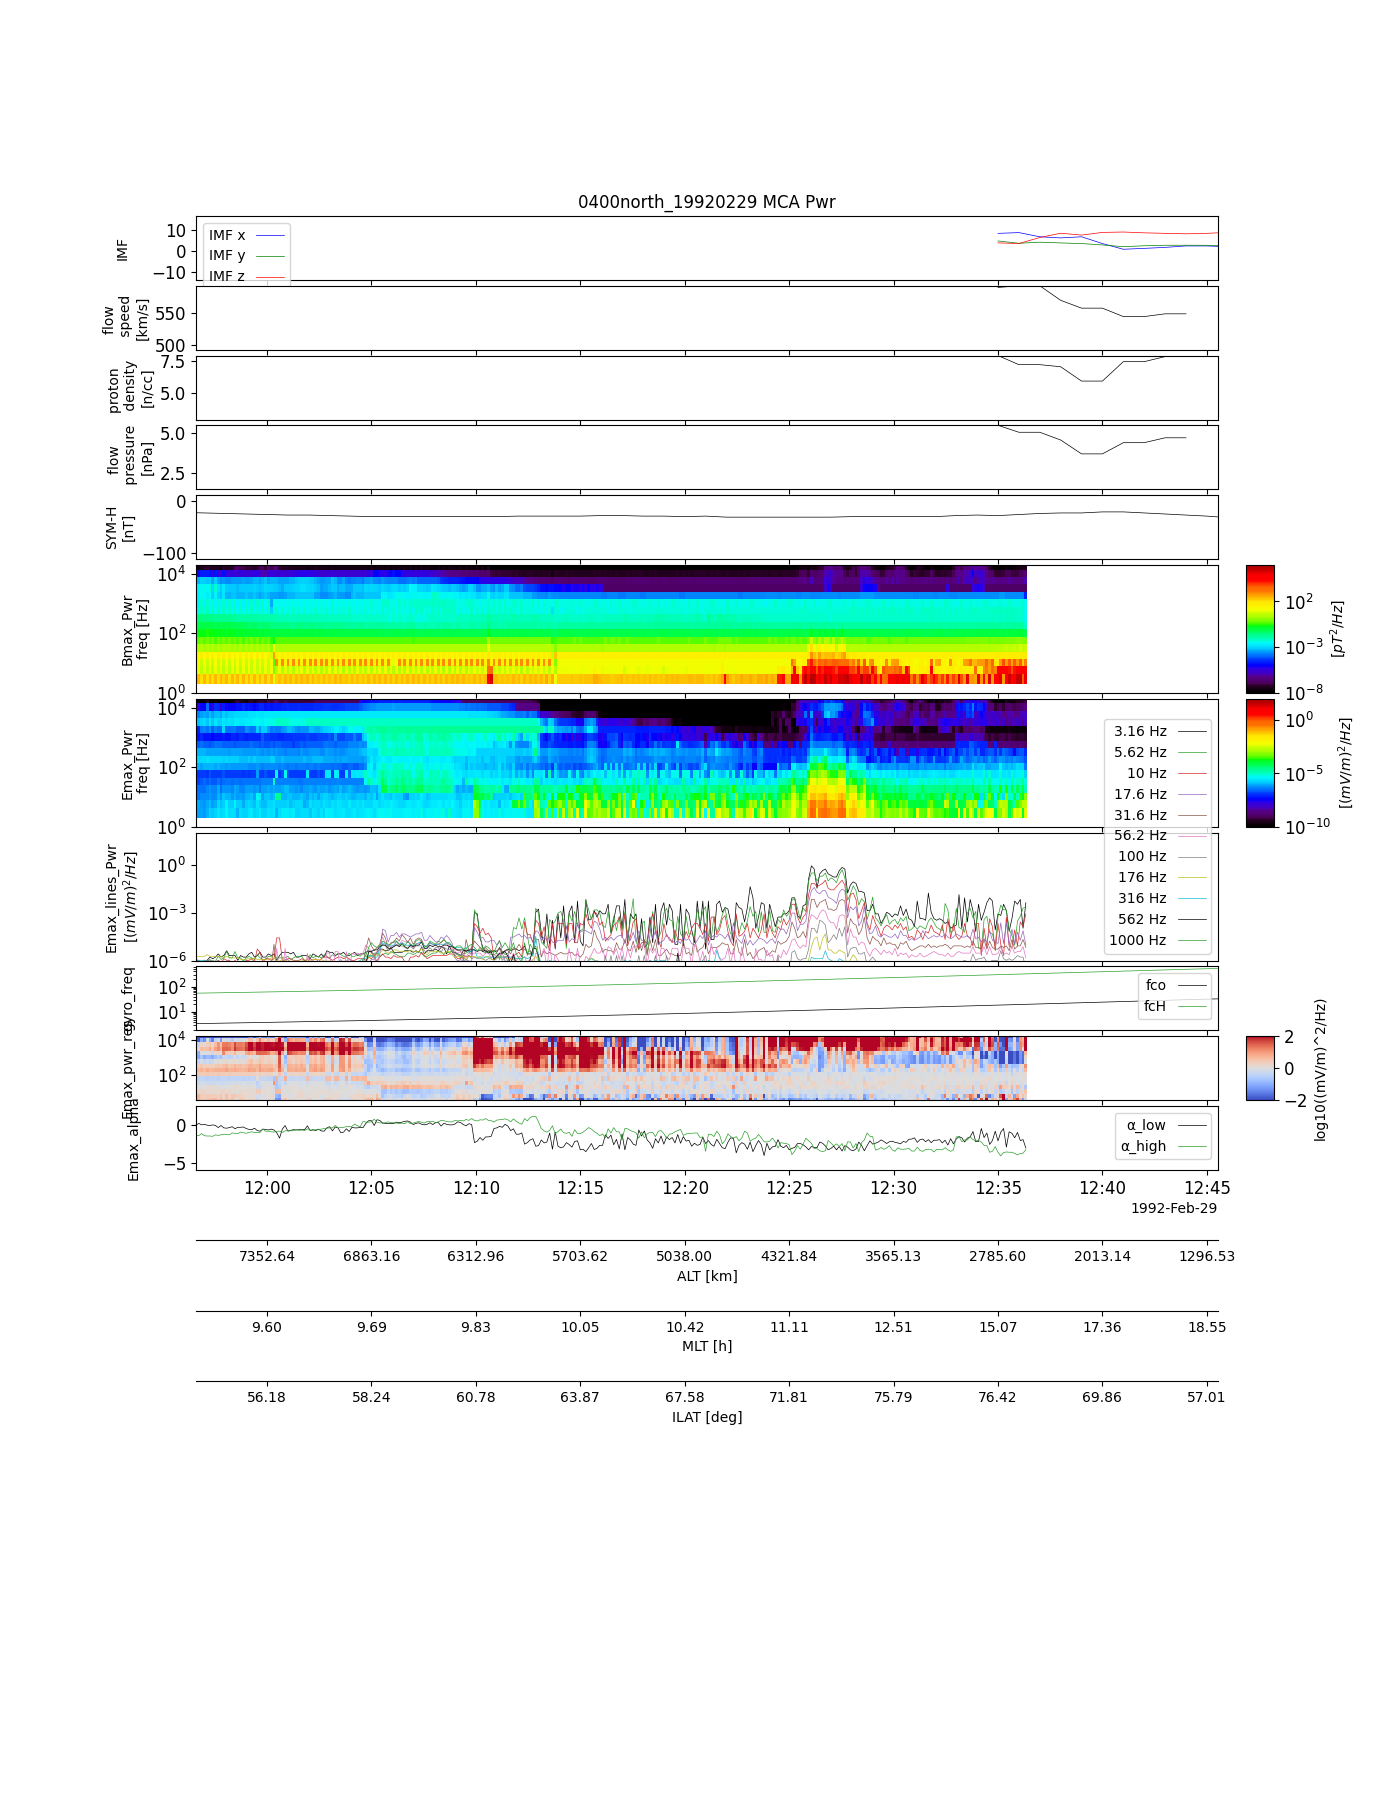 0400north_19920229 MCA Pwr
IMF
10
0
−10
IMF x
IMF y
IMF z
flow
speed
[km/s]
550
500
proton
density
[n/cc]
7.5
5.0
flow
pressure
[nPa]
5.0
2.5
SYM-H
[nT]
0
−100
Bmax_Pwr
freq [Hz]
10^4
10^2
10^0
10^2
10^−3
10^−8
[pT^2/Hz]
Emax_Pwr
freq [Hz]
10^4
10^2
10^0
10^0
10^−5
10^−10
[(mV/m)^2/Hz]
3.16 Hz
5.62 Hz
10 Hz
17.6 Hz
31.6 Hz
56.2 Hz
100 Hz
176 Hz
316 Hz
562 Hz
1000 Hz
Emax_lines_Pwr
[(mV/m)^2/Hz]
10^0
10^−3
10^−6
gyro_freq
10^2
10^1
fco
fcH
10^4
10^2
2
0
−2
log10((mV/m)^2/Hz)
Emax_alpha
0
−5
α_low
α_high
12:00 12:05 12:10 12:15 12:20 12:25 12:30 12:35 12:40 12:45
1992-Feb-29
7352.64 6863.16 6312.96 5703.62 5038.00 4321.84 3565.13 2785.60 2013.14 1296.53
ALT [km]
9.60 9.69 9.83 10.05 10.42 11.11 12.51 15.07 17.36 18.55
MLT [h]
56.18 58.24 60.78 63.87 67.58 71.81 75.79 76.42 69.86 57.01
ILAT [deg]